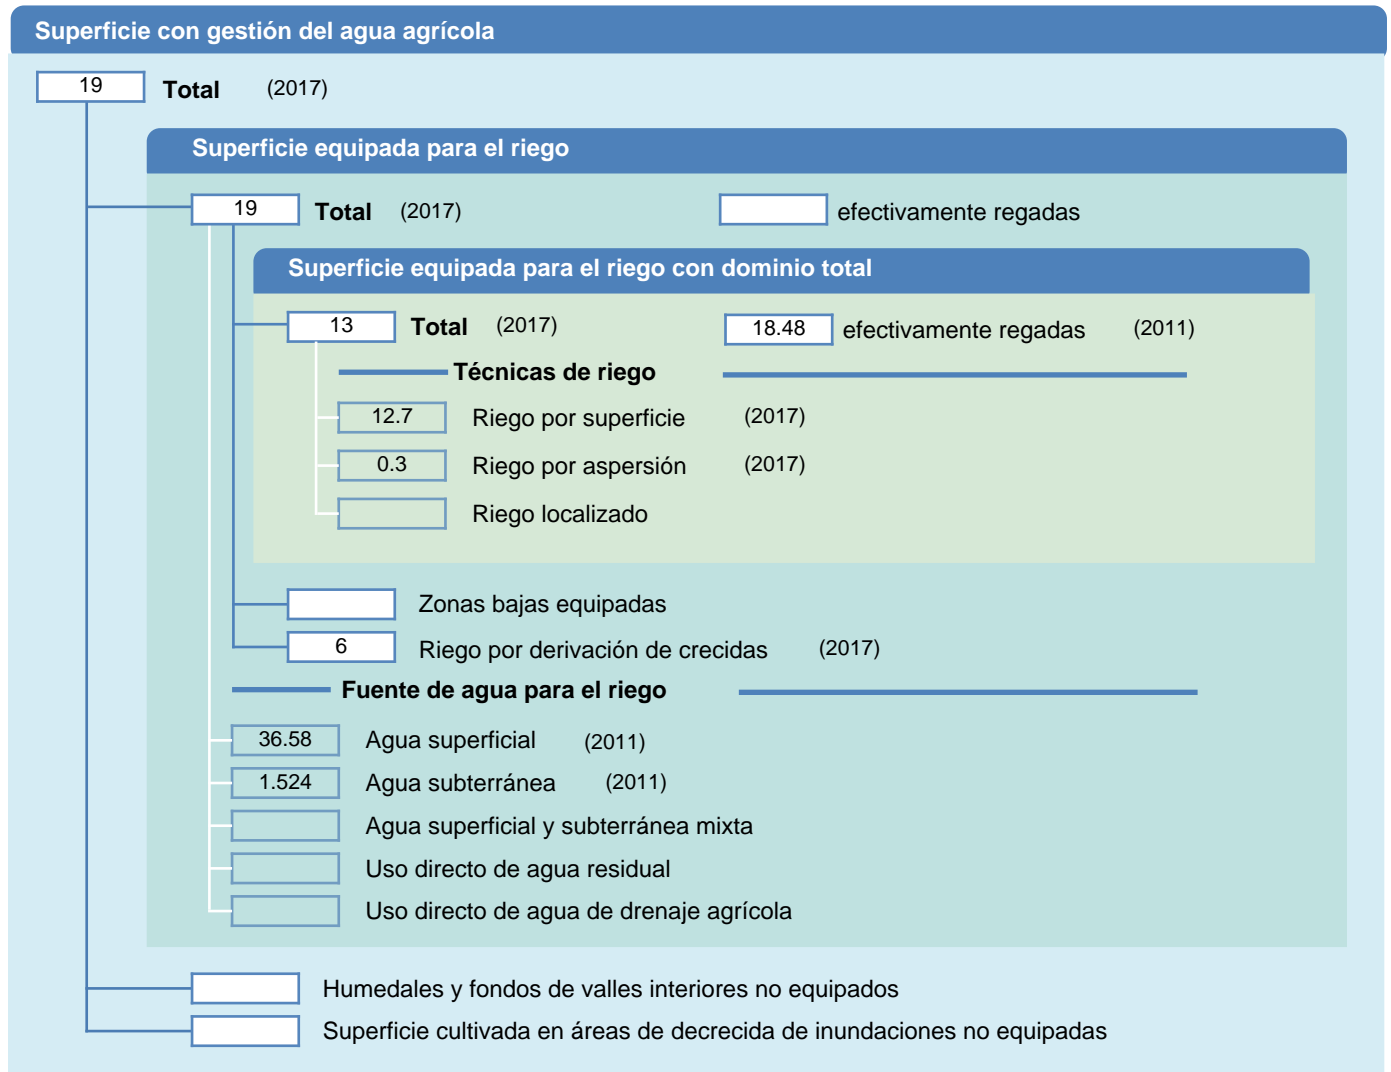 Superficie con gestión del agua agrícola
19 Total (2017)
Superficie equipada para el riego
19 Total (2017) efectivamente regadas
Superficie equipada para el riego con dominio total
13 Total (2017) 18.48 efectivamente regadas (2011)
Técnicas de riego
12.7 Riego por superficie (2017)
0.3 Riego por aspersión (2017)
Riego localizado
Zonas bajas equipadas
6 Riego por derivación de crecidas (2017)
Fuente de agua para el riego
36.58 Agua superficial (2011)
1.524 Agua subterránea (2011)
Agua superficial y subterránea mixta
Uso directo de agua residual
Uso directo de agua de drenaje agrícola
Humedales y fondos de valles interiores no equipados
Superficie cultivada en áreas de decrecida de inundaciones no equipadas